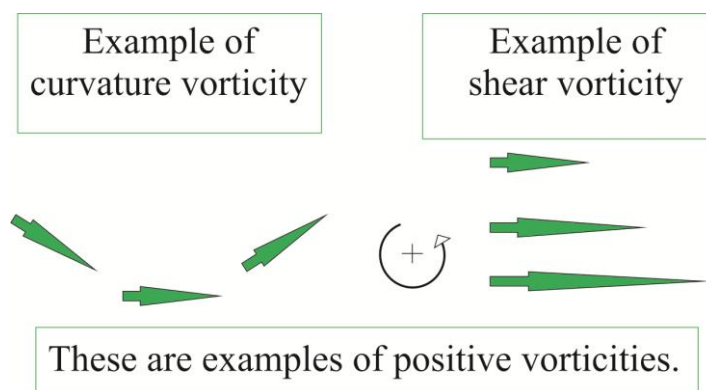 Example of
curvature vorticity
Example of
shear vorticity
+
These are examples of positive vorticities.